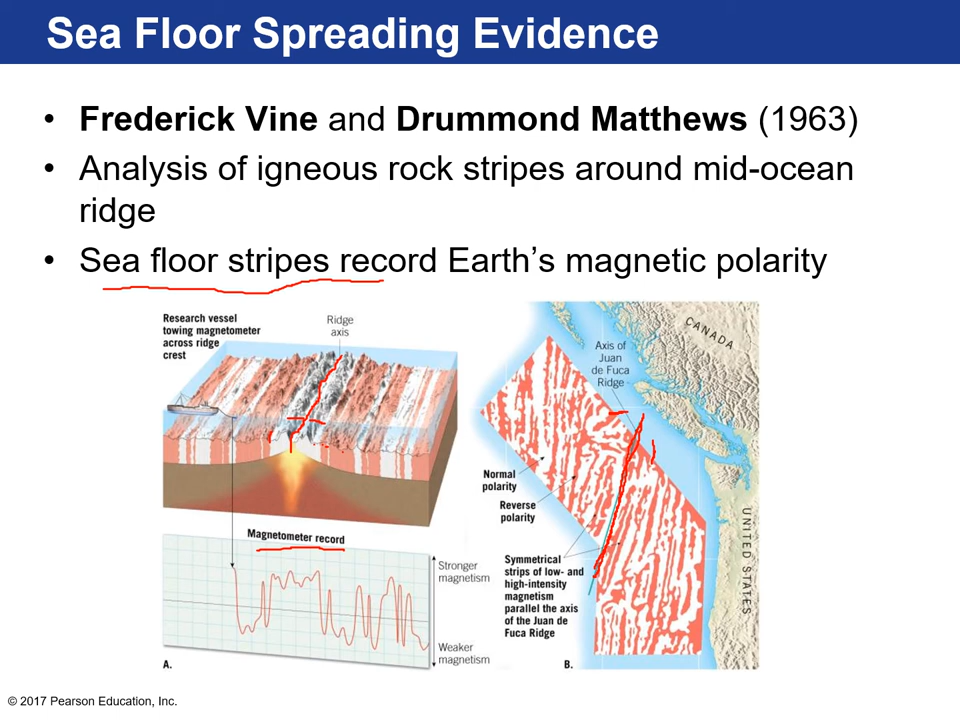 Sea Floor Spreading Evidence
• Frederick Vine and Drummond Matthews (1963)
• Analysis of igneous rock stripes around mid-ocean
ridge
• Sea floor stripes record Earth’s magnetic polarity
Research vessel
towing magnetometer
across ridge
crest
Ridge
axis
Magnetometer record
Stronger
magnetism
Weaker
magnetism
A.
CANADA
Axis of
Juan
de Fuca
Ridge
Normal
polarity
Reverse
polarity
Symmetrical
strips of low- and
high-intensity
magnetism
parallel the axis
of the Juan de
Fuca Ridge
UNITED STATES
B.
© 2017 Pearson Education, Inc.